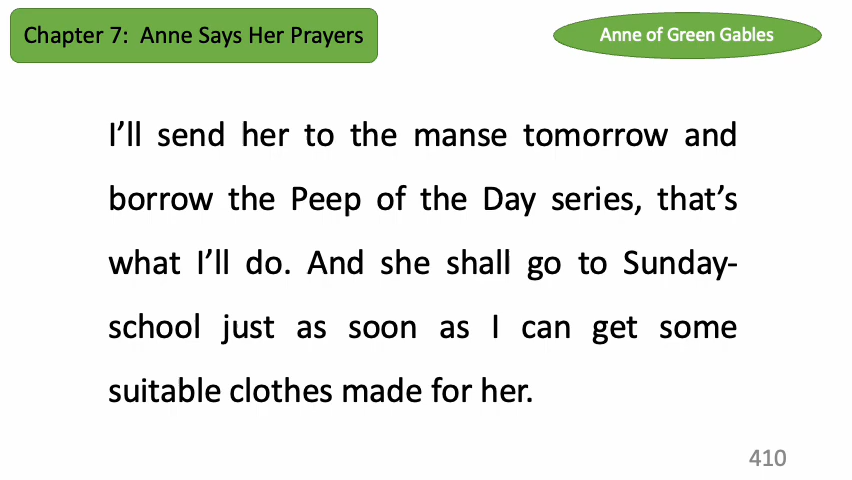 Chapter 7:  Anne Says Her Prayers
Anne of Green Gables
I’ll send her to the manse tomorrow and
borrow the Peep of the Day series, that’s
what I’ll do. And she shall go to Sunday-
school just as soon as I can get some
suitable clothes made for her.
410